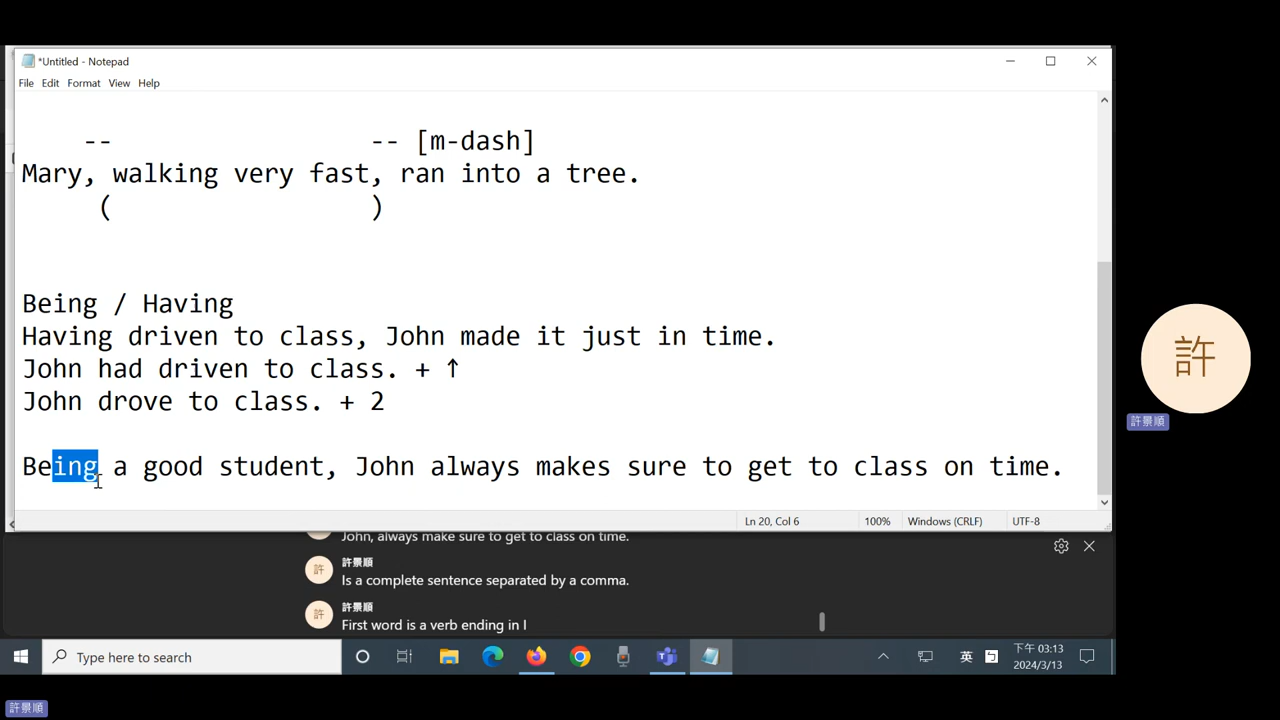 *Untitled - Notepad
File Edit Format View Help
-- -- [m-dash]
Mary, walking very fast, ran into a tree.
( )
Being / Having
Having driven to class, John made it just in time.
John had driven to class. + ↑
John drove to class. + 2
Being a good student, John always makes sure to get to class on time.
Ln 20, Col 6 100% Windows (CRLF) UTF-8
John, always make sure to get to class on time.
許景順
許 Is a complete sentence separated by a comma.
許景順
許 First word is a verb ending in I
許
許景順
Type here to search
英
下午 03:13
2024/3/13
許景順